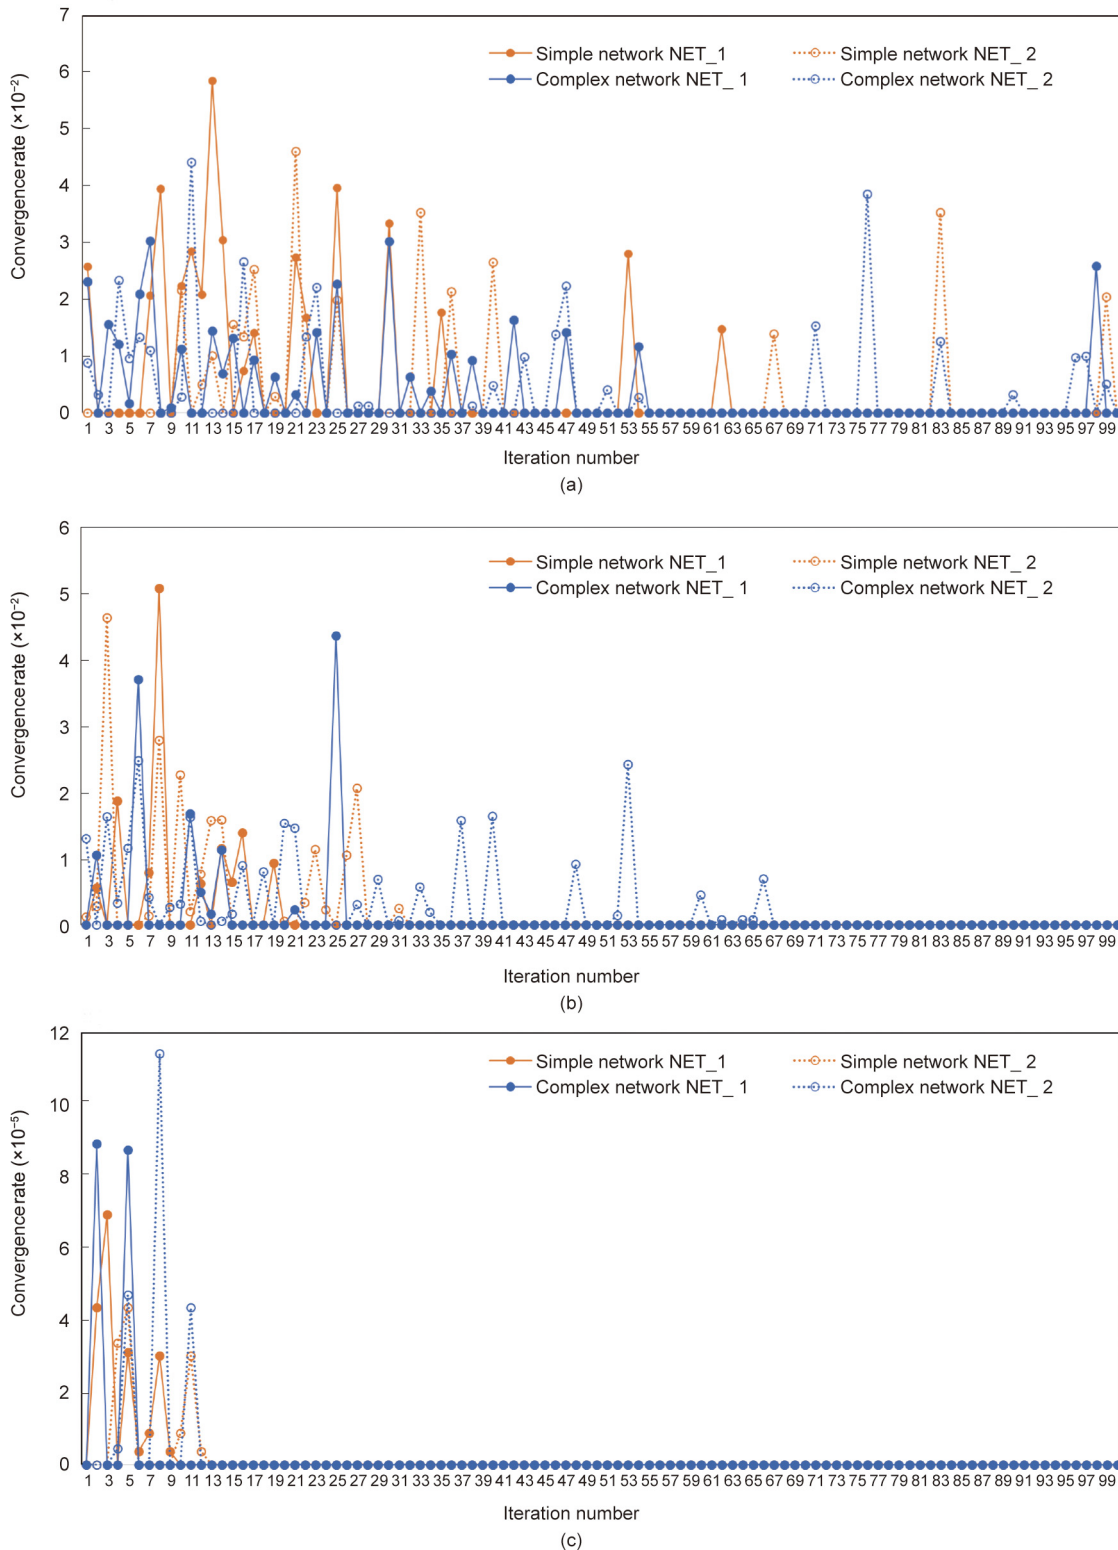 7
6
5
4
3
2
1
0
Convergencerate (×10⁻²)
Simple network NET_1
Simple network NET_ 2
Complex network NET_ 1
Complex network NET_ 2
1 3 5 7 9 11 13 15 17 19 21 23 25 27 29 31 33 35 37 39 41 43 45 47 49 51 53 55 57 59 61 63 65 67 69 71 73 75 77 79 81 83 85 87 89 91 93 95 97 99
Iteration number
(a)
6
5
4
3
2
1
0
Convergencerate (×10⁻²)
Simple network NET_1
Simple network NET_ 2
Complex network NET_ 1
Complex network NET_ 2
1 3 5 7 9 11 13 15 17 19 21 23 25 27 29 31 33 35 37 39 41 43 45 47 49 51 53 55 57 59 61 63 65 67 69 71 73 75 77 79 81 83 85 87 89 91 93 95 97 99
Iteration number
(b)
12
10
8
6
4
2
0
Convergencerate (×10⁻⁵)
Simple network NET_1
Simple network NET_ 2
Complex network NET_ 1
Complex network NET_ 2
1 3 5 7 9 11 13 15 17 19 21 23 25 27 29 31 33 35 37 39 41 43 45 47 49 51 53 55 57 59 61 63 65 67 69 71 73 75 77 79 81 83 85 87 89 91 93 95 97 99
Iteration number
(c)